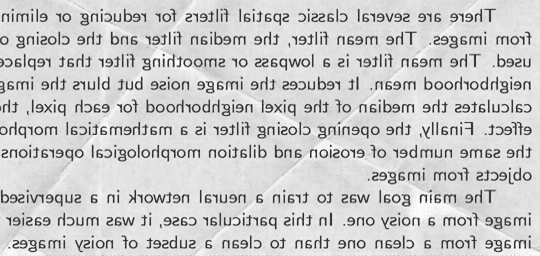 There are several classic spatial filters for reducing or elimin
from images. The mean filter, the median filter and the closing o
used. The mean filter is a lowpass or smoothing filter that replace
neighborhood mean. It reduces the image noise but blurs the imag
calculates the median of the pixel neighborhood for each pixel, the
effect. Finally, the opening closing filter is a mathematical morpho
the same number of erosion and dilation morphological operations
objects from images.
The main goal was to train a neural network in a supervised
image from a noisy one. In this particular case, it was much easier
image from a clean one than to clean a subset of noisy images.